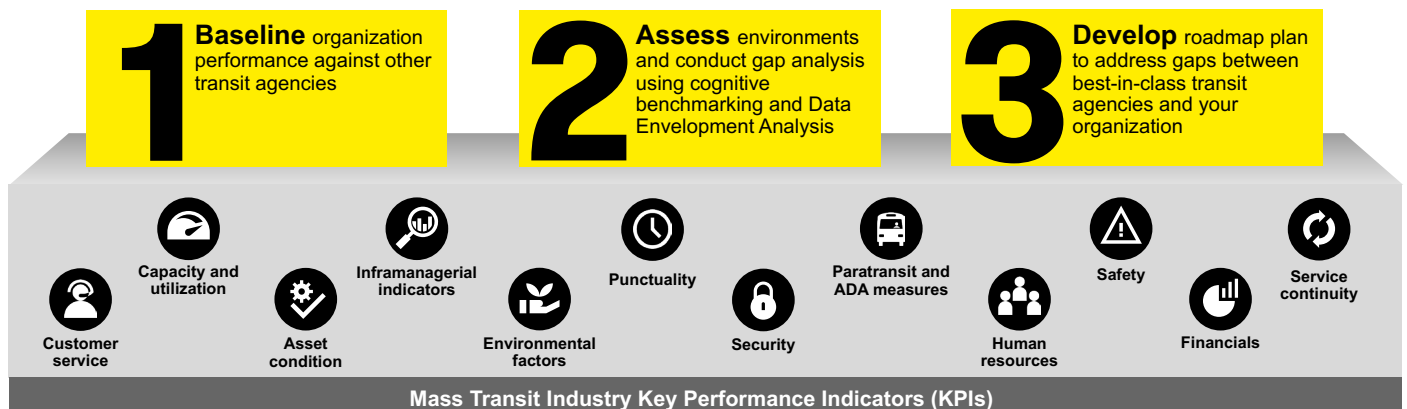 1
Baseline organization
performance against other
transit agencies
2
Assess environments
and conduct gap analysis
using cognitive
benchmarking and Data
Envelopment Analysis
3
Develop roadmap plan
to address gaps between
best-in-class transit
agencies and your
organization
Customer
service
Capacity and
utilization
Asset
condition
Inframanagerial
indicators
Environmental
factors
Punctuality
Security
Paratransit and
ADA measures
Human
resources
Safety
Financials
Service
continuity
Mass Transit Industry Key Performance Indicators (KPIs)